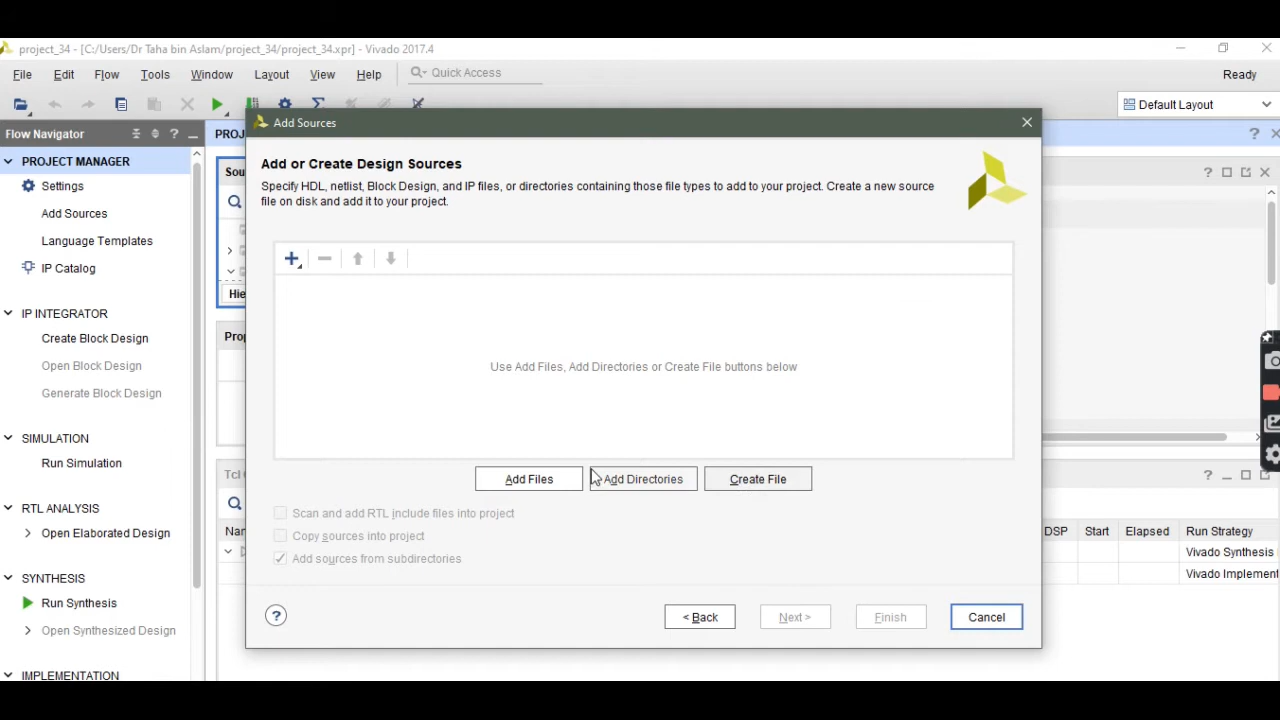 project_34 - [C:/Users/Dr Taha bin Aslam/project_34/project_34.xpr] - Vivado 2017.4
File Edit Flow Tools Window Layout View Help Quick Access Ready
Default Layout
Flow Navigator
PROJECT MANAGER
Settings
Add Sources
Language Templates
IP Catalog
IP INTEGRATOR
Create Block Design
Open Block Design
Generate Block Design
SIMULATION
Run Simulation
RTL ANALYSIS
Open Elaborated Design
SYNTHESIS
Run Synthesis
Open Synthesized Design
IMPLEMENTATION
PROJ
Sou
Hie
Prop
Tcl C
Nan
Add Sources
Add or Create Design Sources
Specify HDL, netlist, Block Design, and IP files, or directories containing those file types to add to your project. Create a new source
file on disk and add it to your project.
Use Add Files, Add Directories or Create File buttons below
Add Files Add Directories Create File
Scan and add RTL include files into project
Copy sources into project
Add sources from subdirectories
? < Back Next > Finish Cancel
DSP Start Elapsed Run Strategy
Vivado Synthesis
Vivado Implement